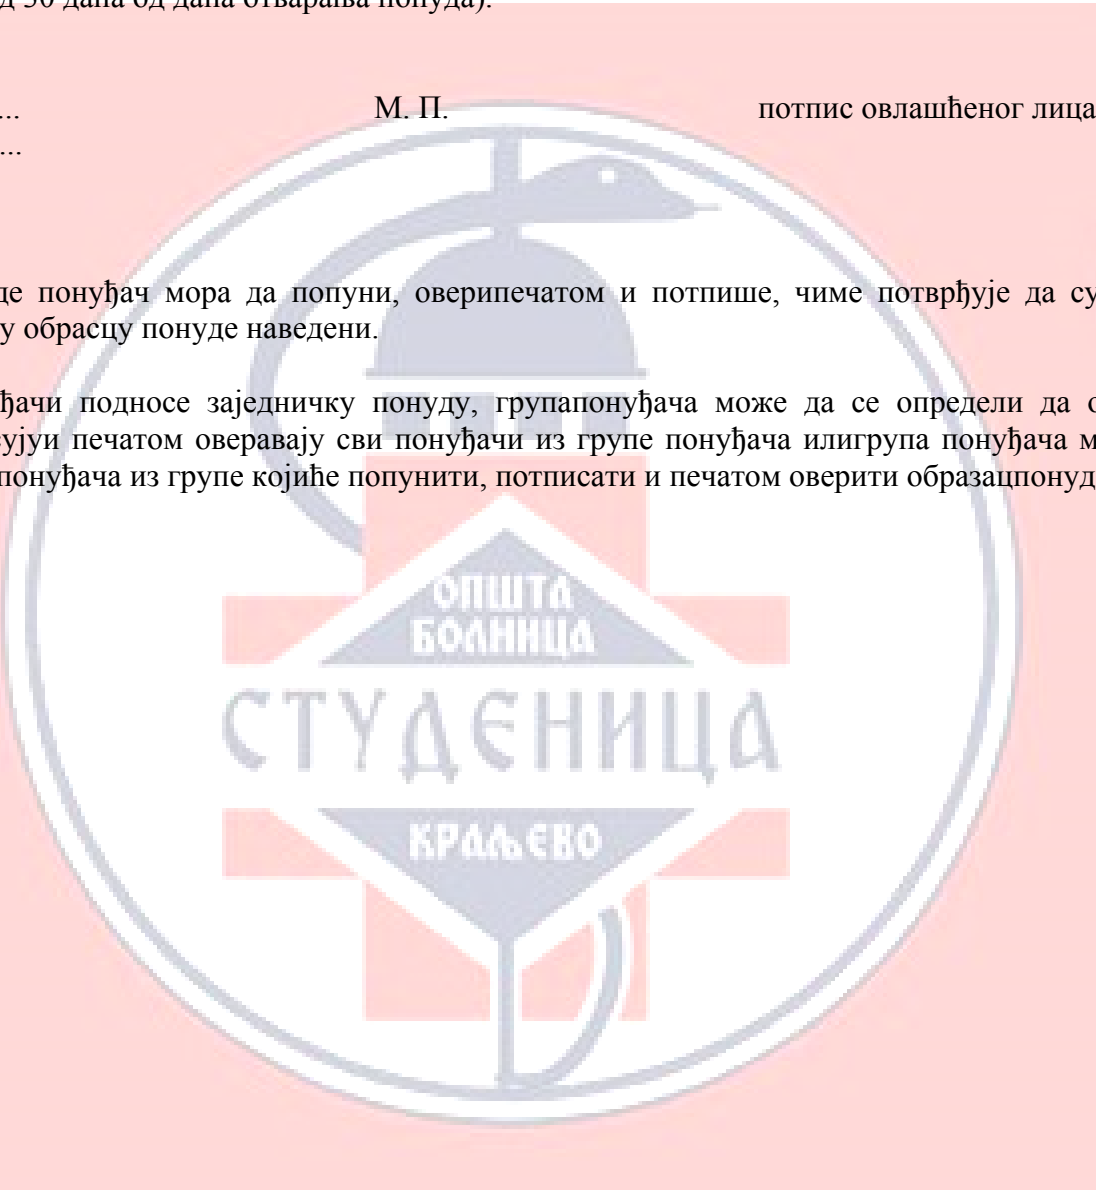 д 30 дана од дана отварања понуда).
... М. П. потпис овлашћеног лица
...
де понуђач мора да попуни, оверипечатом и потпише, чиме потврђује да су
у обрасцу понуде наведени.
ђачи подносе заједничку понуду, групапонуђача може да се определи да о
сујуи печатом оверавају сви понуђачи из групе понуђача илигрупа понуђача м
понуђача из групе којиће попунити, потписати и печатом оверити образацпонуд
ОПШТА
БОЛНИЦА
СТУДЕНИЦА
КРАЉЕВО